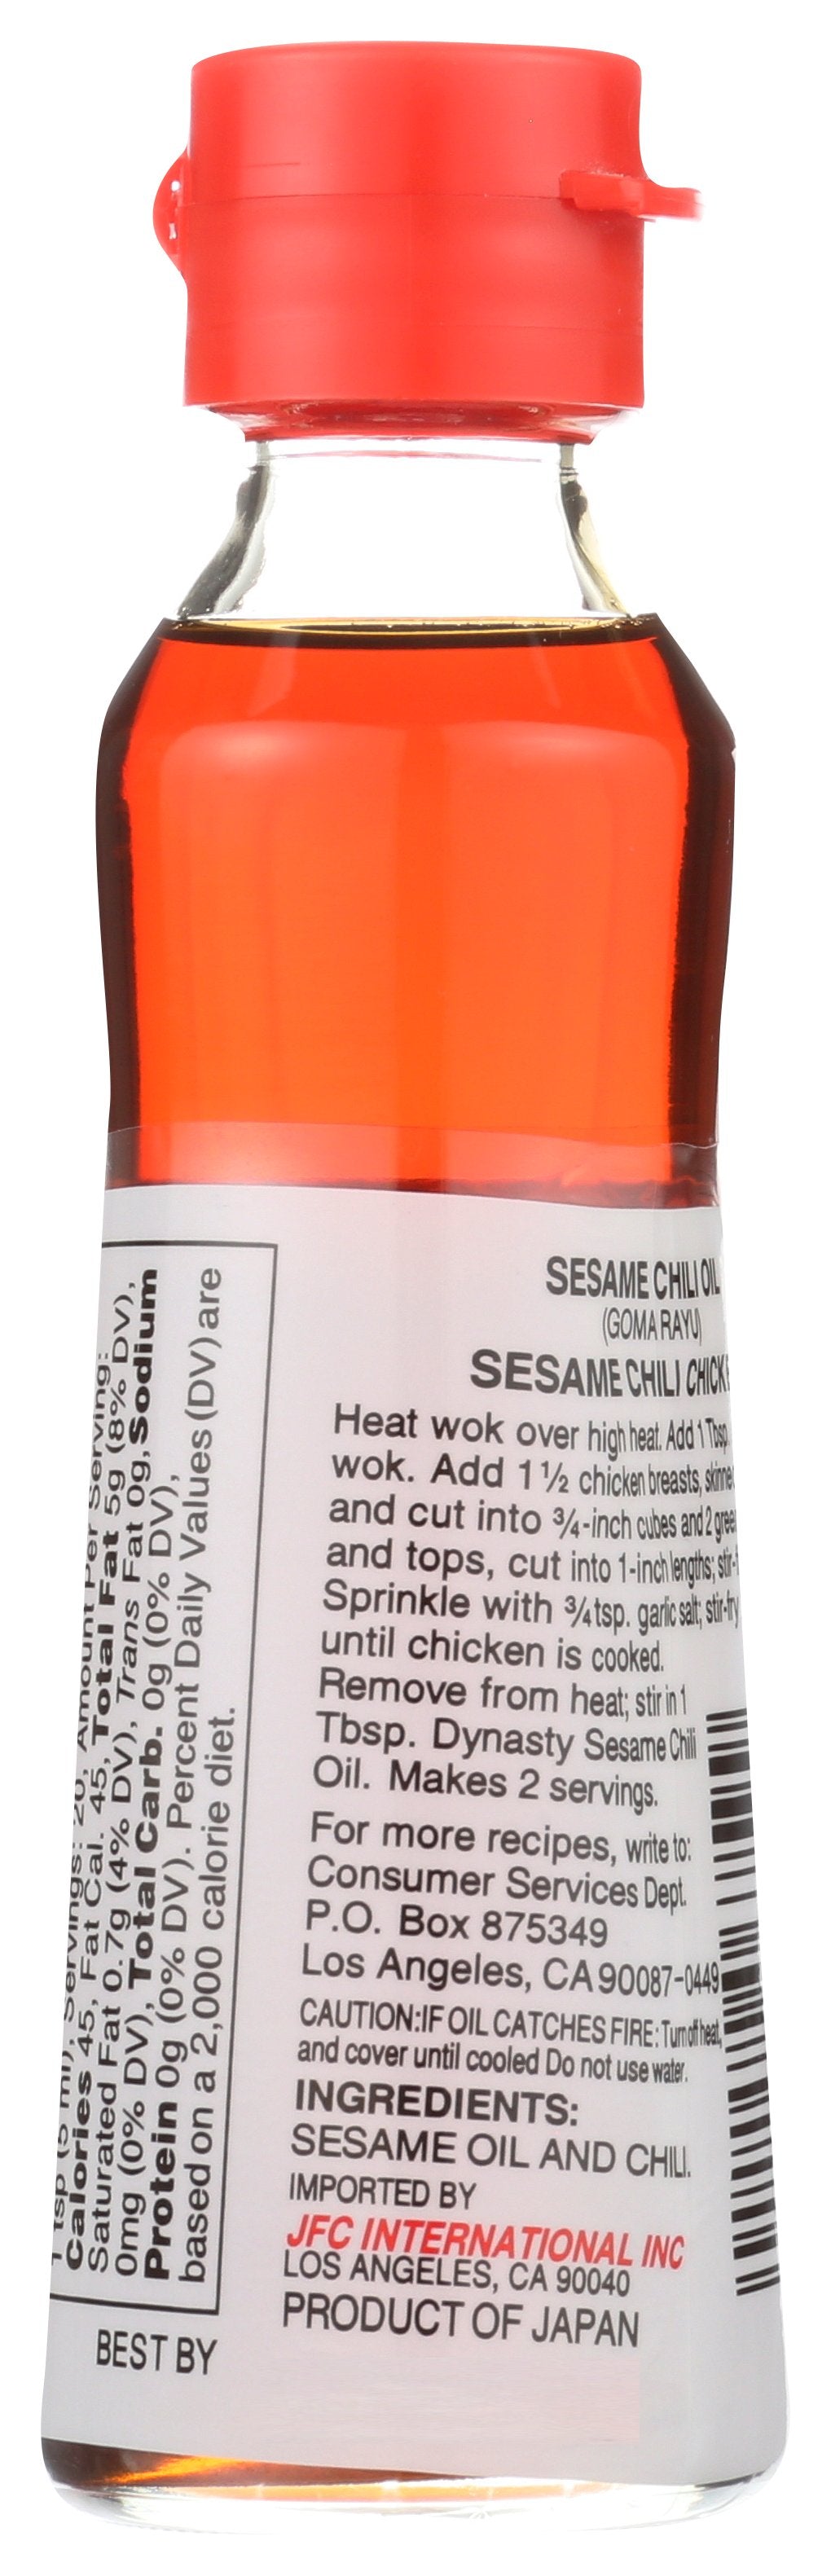 1 tsp (5 ml), Servings: 20, Amount Per Serving:
Calories 45, Fat Cal. 45, Total Fat 5g (8% DV),
Saturated Fat 0.7g (4% DV), Trans Fat 0g, Sodium
0mg (0% DV), Total Carb. 0g (0% DV),
Protein 0g (0% DV). Percent Daily Values (DV) are
based on a 2,000 calorie diet.
BEST BY
SESAME CHILI OIL
(GOMA RAYU)
SESAME CHILI CHICKE
Heat wok over high heat. Add 1 Tbsp.
wok. Add 1½ chicken breasts, skinne
and cut into ¾-inch cubes and 2 gree
and tops, cut into 1-inch lengths; stir-f
Sprinkle with ¾ tsp. garlic salt; stir-fry
until chicken is cooked.
Remove from heat; stir in 1
Tbsp. Dynasty Sesame Chili
Oil. Makes 2 servings.
For more recipes, write to:
Consumer Services Dept.
P.O. Box 875349
Los Angeles, CA 90087-0449
CAUTION:IF OIL CATCHES FIRE: Turn off heat,
and cover until cooled Do not use water.
INGREDIENTS:
SESAME OIL AND CHILI.
IMPORTED BY
JFC INTERNATIONAL INC
LOS ANGELES, CA 90040
PRODUCT OF JAPAN